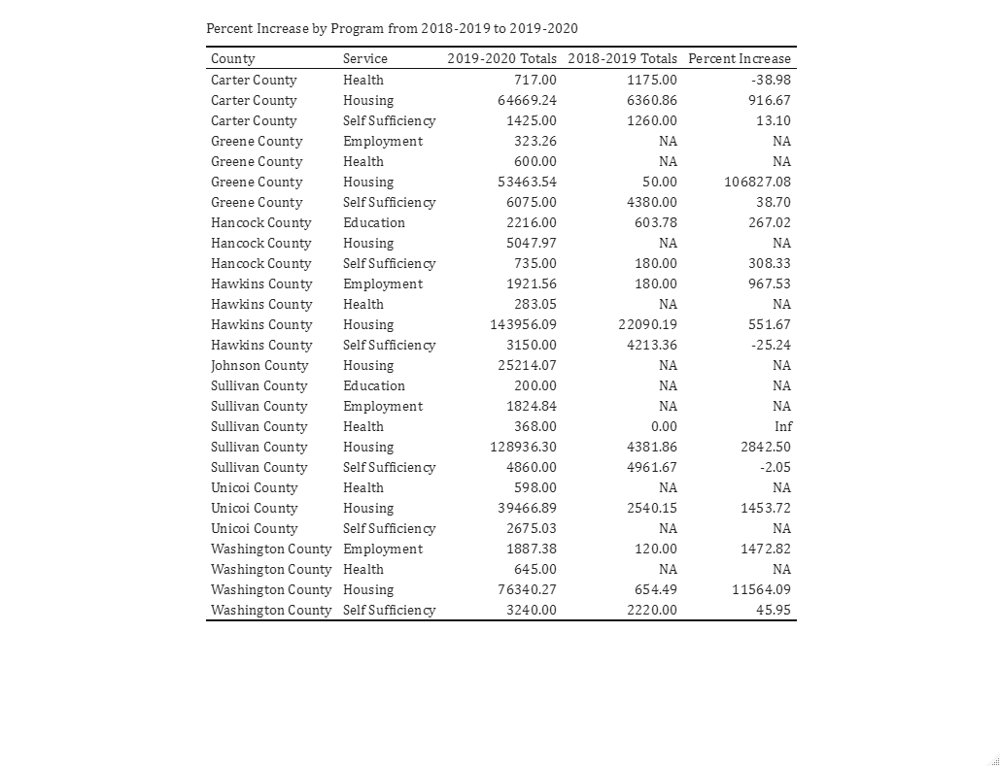 Percent Increase by Program from 2018-2019 to 2019-2020
County Service 2019-2020 Totals 2018-2019 Totals Percent Increase
Carter County Health 717.00 1175.00 -38.98
Carter County Housing 64669.24 6360.86 916.67
Carter County Self Sufficiency 1425.00 1260.00 13.10
Greene County Employment 323.26 NA NA
Greene County Health 600.00 NA NA
Greene County Housing 53463.54 50.00 106827.08
Greene County Self Sufficiency 6075.00 4380.00 38.70
Hancock County Education 2216.00 603.78 267.02
Hancock County Housing 5047.97 NA NA
Hancock County Self Sufficiency 735.00 180.00 308.33
Hawkins County Employment 1921.56 180.00 967.53
Hawkins County Health 283.05 NA NA
Hawkins County Housing 143956.09 22090.19 551.67
Hawkins County Self Sufficiency 3150.00 4213.36 -25.24
Johnson County Housing 25214.07 NA NA
Sullivan County Education 200.00 NA NA
Sullivan County Employment 1824.84 NA NA
Sullivan County Health 368.00 0.00 Inf
Sullivan County Housing 128936.30 4381.86 2842.50
Sullivan County Self Sufficiency 4860.00 4961.67 -2.05
Unicoi County Health 598.00 NA NA
Unicoi County Housing 39466.89 2540.15 1453.72
Unicoi County Self Sufficiency 2675.03 NA NA
Washington County Employment 1887.38 120.00 1472.82
Washington County Health 645.00 NA NA
Washington County Housing 76340.27 654.49 11564.09
Washington County Self Sufficiency 3240.00 2220.00 45.95